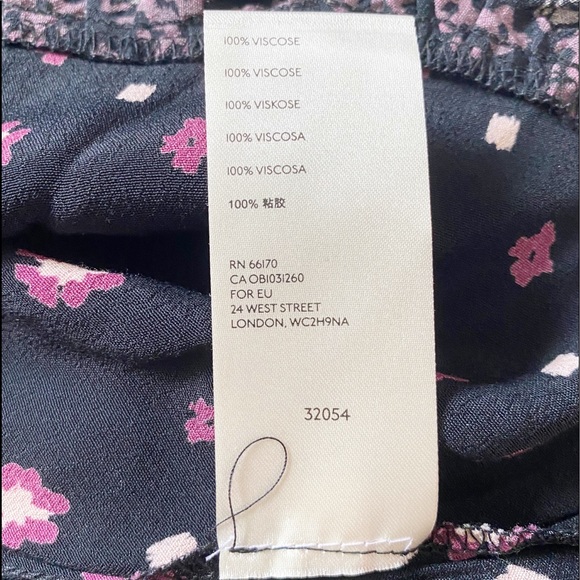 100% VISCOSE
100% VISCOSE
100% VISKOSE
100% VISCOSA
100% VISCOSA
100% 粘胶
RN 66170
CA OB1031260
FOR EU
24 WEST STREET
LONDON, WC2H9NA
32054